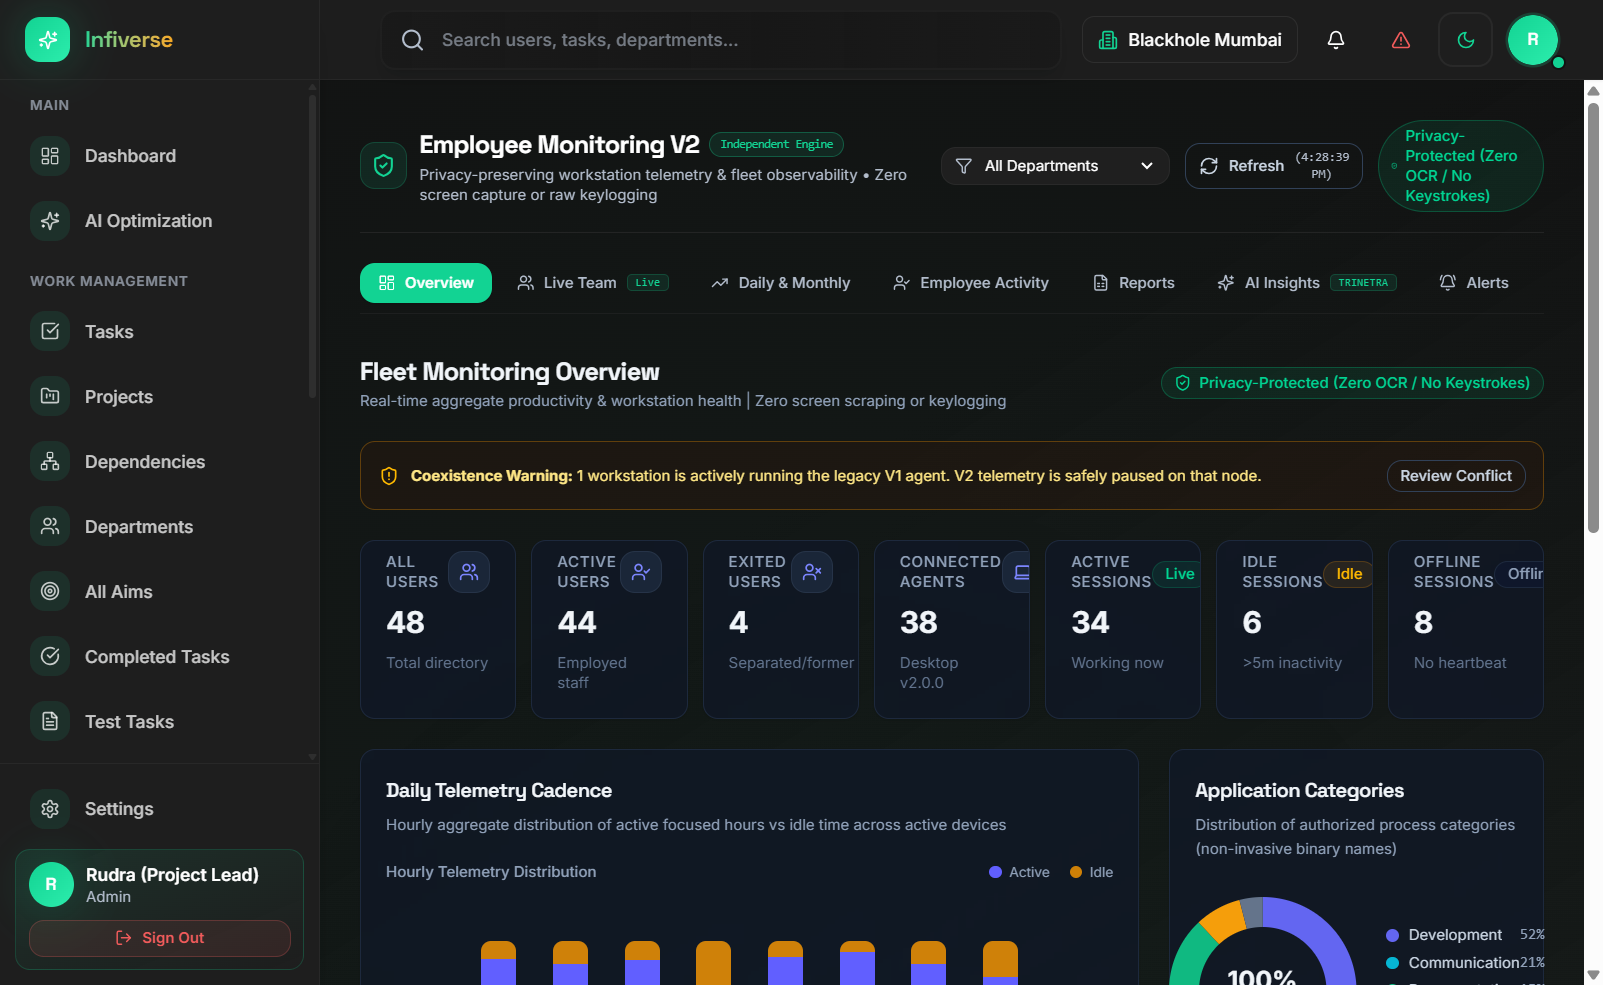 Infiverse
Search users, tasks, departments...
Blackhole Mumbai
R
MAIN
Dashboard
AI Optimization
WORK MANAGEMENT
Tasks
Projects
Dependencies
Departments
All Aims
Completed Tasks
Test Tasks
Settings
R
Rudra (Project Lead)
Admin
Sign Out
Employee Monitoring V2
Independent Engine
Privacy-preserving workstation telemetry & fleet observability • Zero
screen capture or raw keylogging
All Departments
Refresh
(4:28:39
PM)
Privacy-
Protected (Zero
OCR / No
Keystrokes)
Overview
Live Team
Live
Daily & Monthly
Employee Activity
Reports
AI Insights
TRINETRA
Alerts
Fleet Monitoring Overview
Real-time aggregate productivity & workstation health | Zero screen scraping or keylogging
Privacy-Protected (Zero OCR / No Keystrokes)
Coexistence Warning: 1 workstation is actively running the legacy V1 agent. V2 telemetry is safely paused on that node.
Review Conflict
ALL
USERS
48
Total directory
ACTIVE
USERS
44
Employed
staff
EXITED
USERS
4
Separated/former
CONNECTED
AGENTS
38
Desktop
v2.0.0
ACTIVE
SESSIONS
Live
34
Working now
IDLE
SESSIONS
Idle
6
>5m inactivity
OFFLINE
SESSIONS
8
No heartbeat
Daily Telemetry Cadence
Hourly aggregate distribution of active focused hours vs idle time across active devices
Hourly Telemetry Distribution
Active
Idle
Application Categories
Distribution of authorized process categories
(non-invasive binary names)
100%
Development 52%
Communication 21%